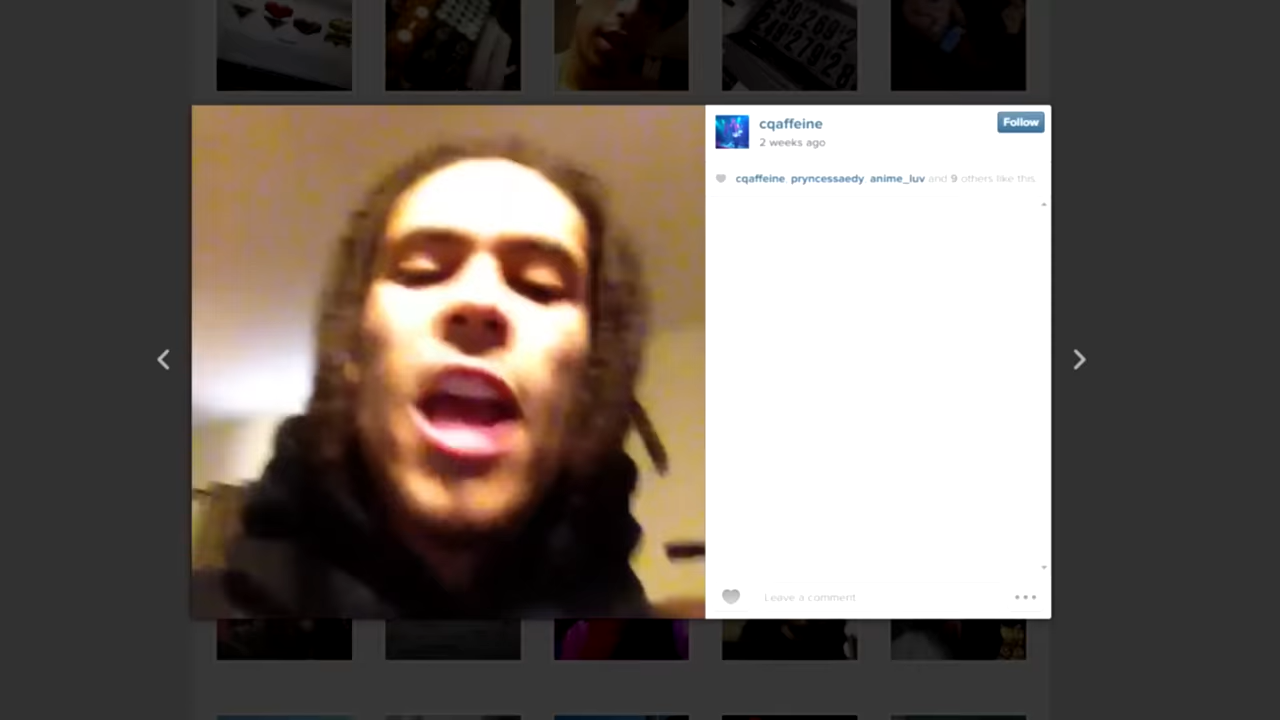 cqaffeine
Follow
2 weeks ago
cqaffeine, pryncessaedy, anime_luv and 9 others like this.
Leave a comment